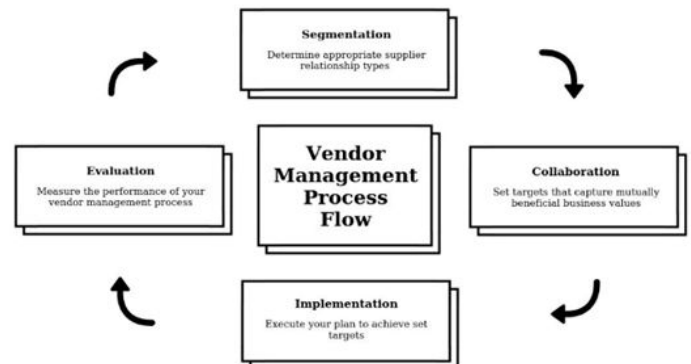 Segmentation
Determine appropriate supplier
relationship types
Evaluation
Measure the performance of your
vendor management process
Vendor
Management
Process
Flow
Collaboration
Set targets that capture mutually
beneficial business values
Implementation
Execute your plan to achieve set
targets